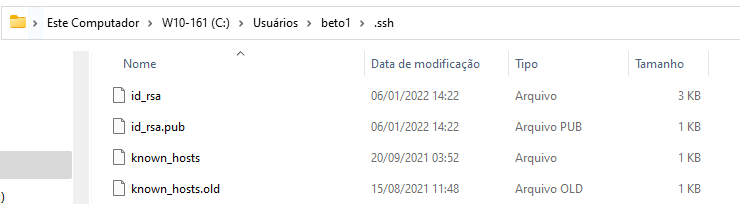 Este Computador > W10-161 (C:) > Usuários > beto1 > .ssh
Nome Data de modificação Tipo Tamanho
id_rsa 06/01/2022 14:22 Arquivo 3 KB
id_rsa.pub 06/01/2022 14:22 Arquivo PUB 1 KB
known_hosts 20/09/2021 03:52 Arquivo 1 KB
)
known_hosts.old 15/08/2021 11:48 Arquivo OLD 1 KB